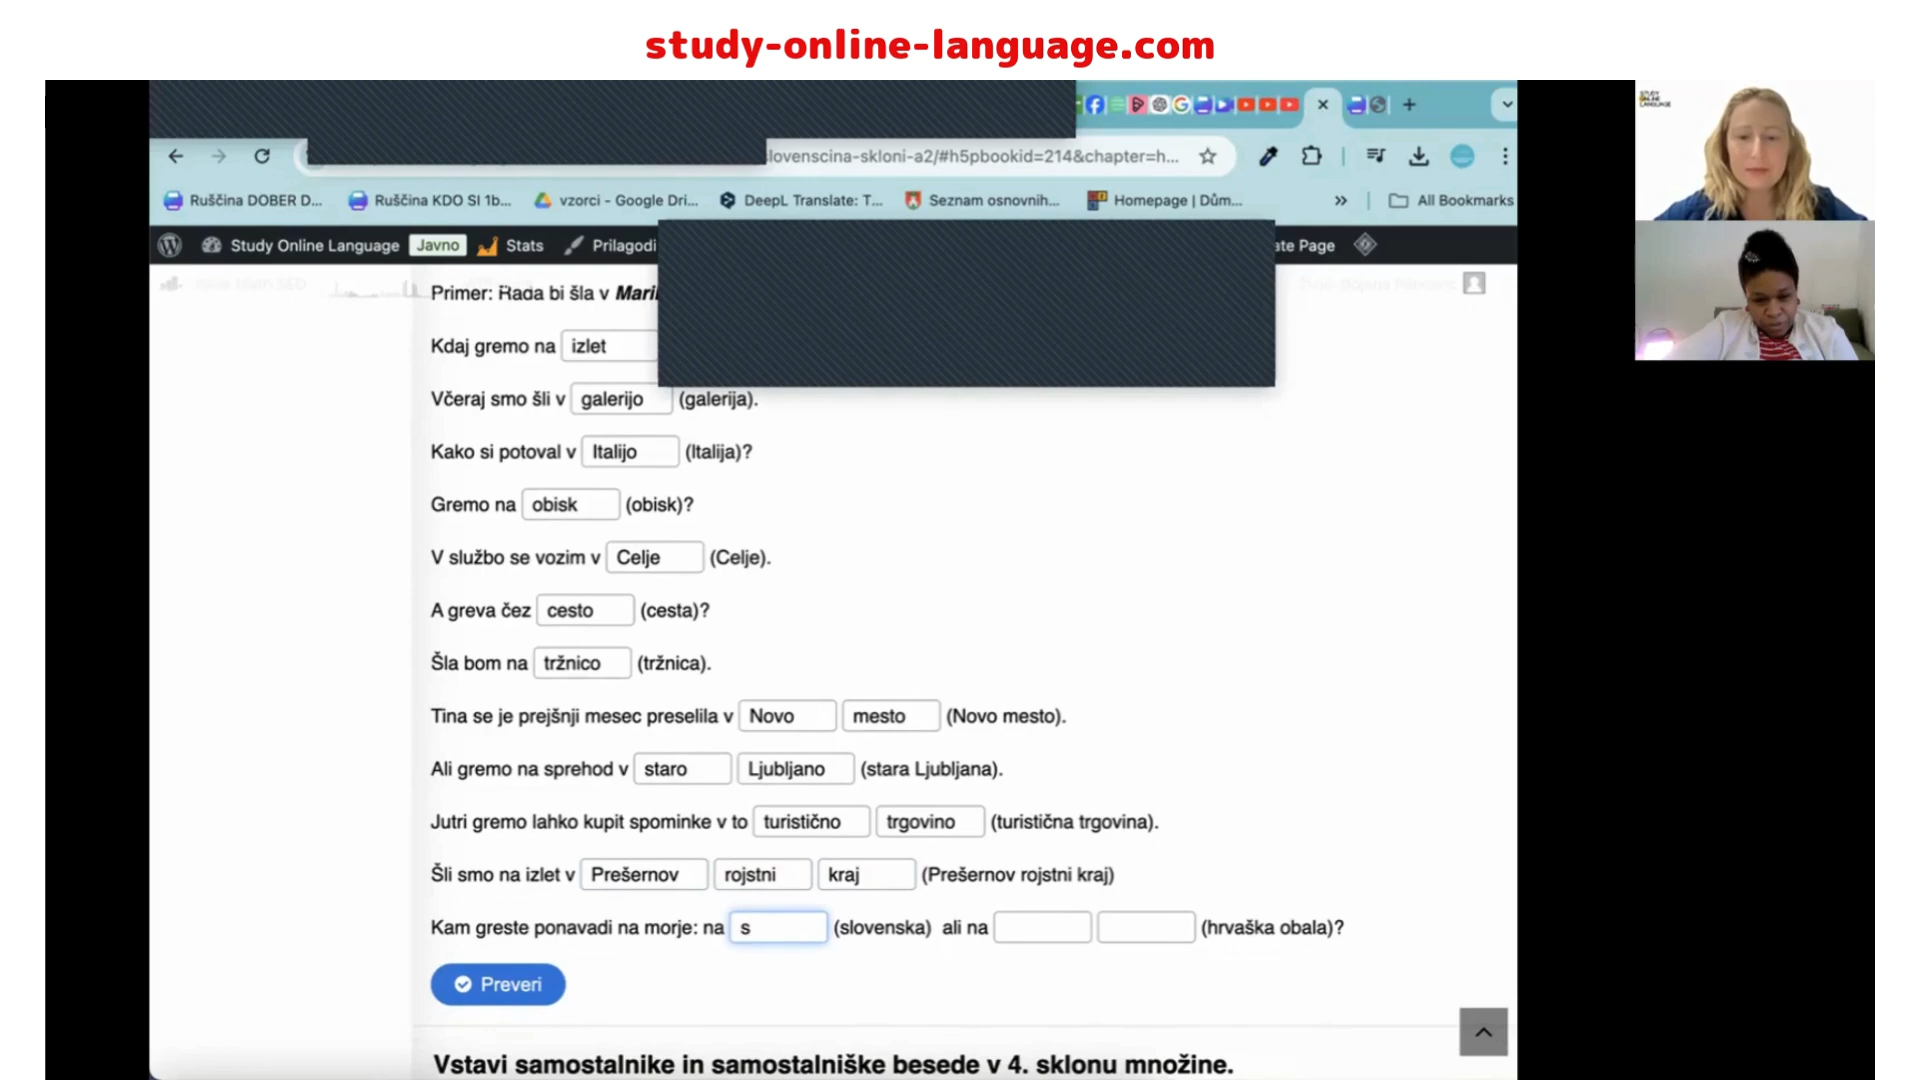 study-online-language.com
lovenscina-skloni-a2/#h5pbookid=214&chapter=h...
Ruščina DOBER D...
Ruščina KDO SI 1b...
vzorci - Google Dri...
DeepL Translate: T...
Seznam osnovnih...
Homepage | Dům...
»
All Bookmarks
Study Online Language
Javno
Stats
Prilagodi
ate Page
STUDY
ONLINE
LANGUAGE
Primer: Rada bi šla v Mari
Kdaj gremo na izlet
Včeraj smo šli v galerijo (galerija).
Kako si potoval v Italijo (Italija)?
Gremo na obisk (obisk)?
V službo se vozim v Celje (Celje).
A greva čez cesto (cesta)?
Šla bom na tržnico (tržnica).
Tina se je prejšnji mesec preselila v Novo mesto (Novo mesto).
Ali gremo na sprehod v staro Ljubljano (stara Ljubljana).
Jutri gremo lahko kupit spominke v to turistično trgovino (turistična trgovina).
Šli smo na izlet v Prešernov rojstni kraj (Prešernov rojstni kraj)
Kam greste ponavadi na morje: na s (slovenska) ali na (hrvaška obala)?
Preveri
Vstavi samostalnike in samostalniške besede v 4. sklonu množine.